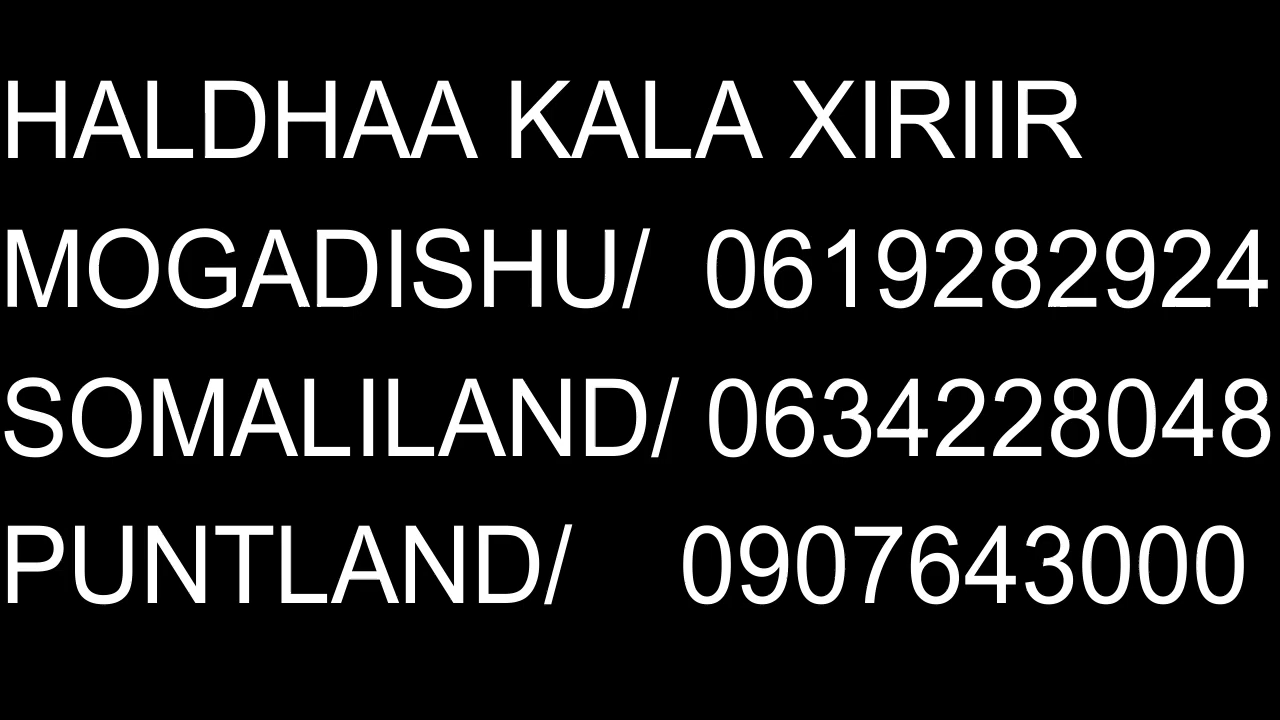 HALDHAA KALA XIRIIR
MOGADISHU/ 0619282924
SOMALILAND/ 0634228048
PUNTLAND/ 0907643000